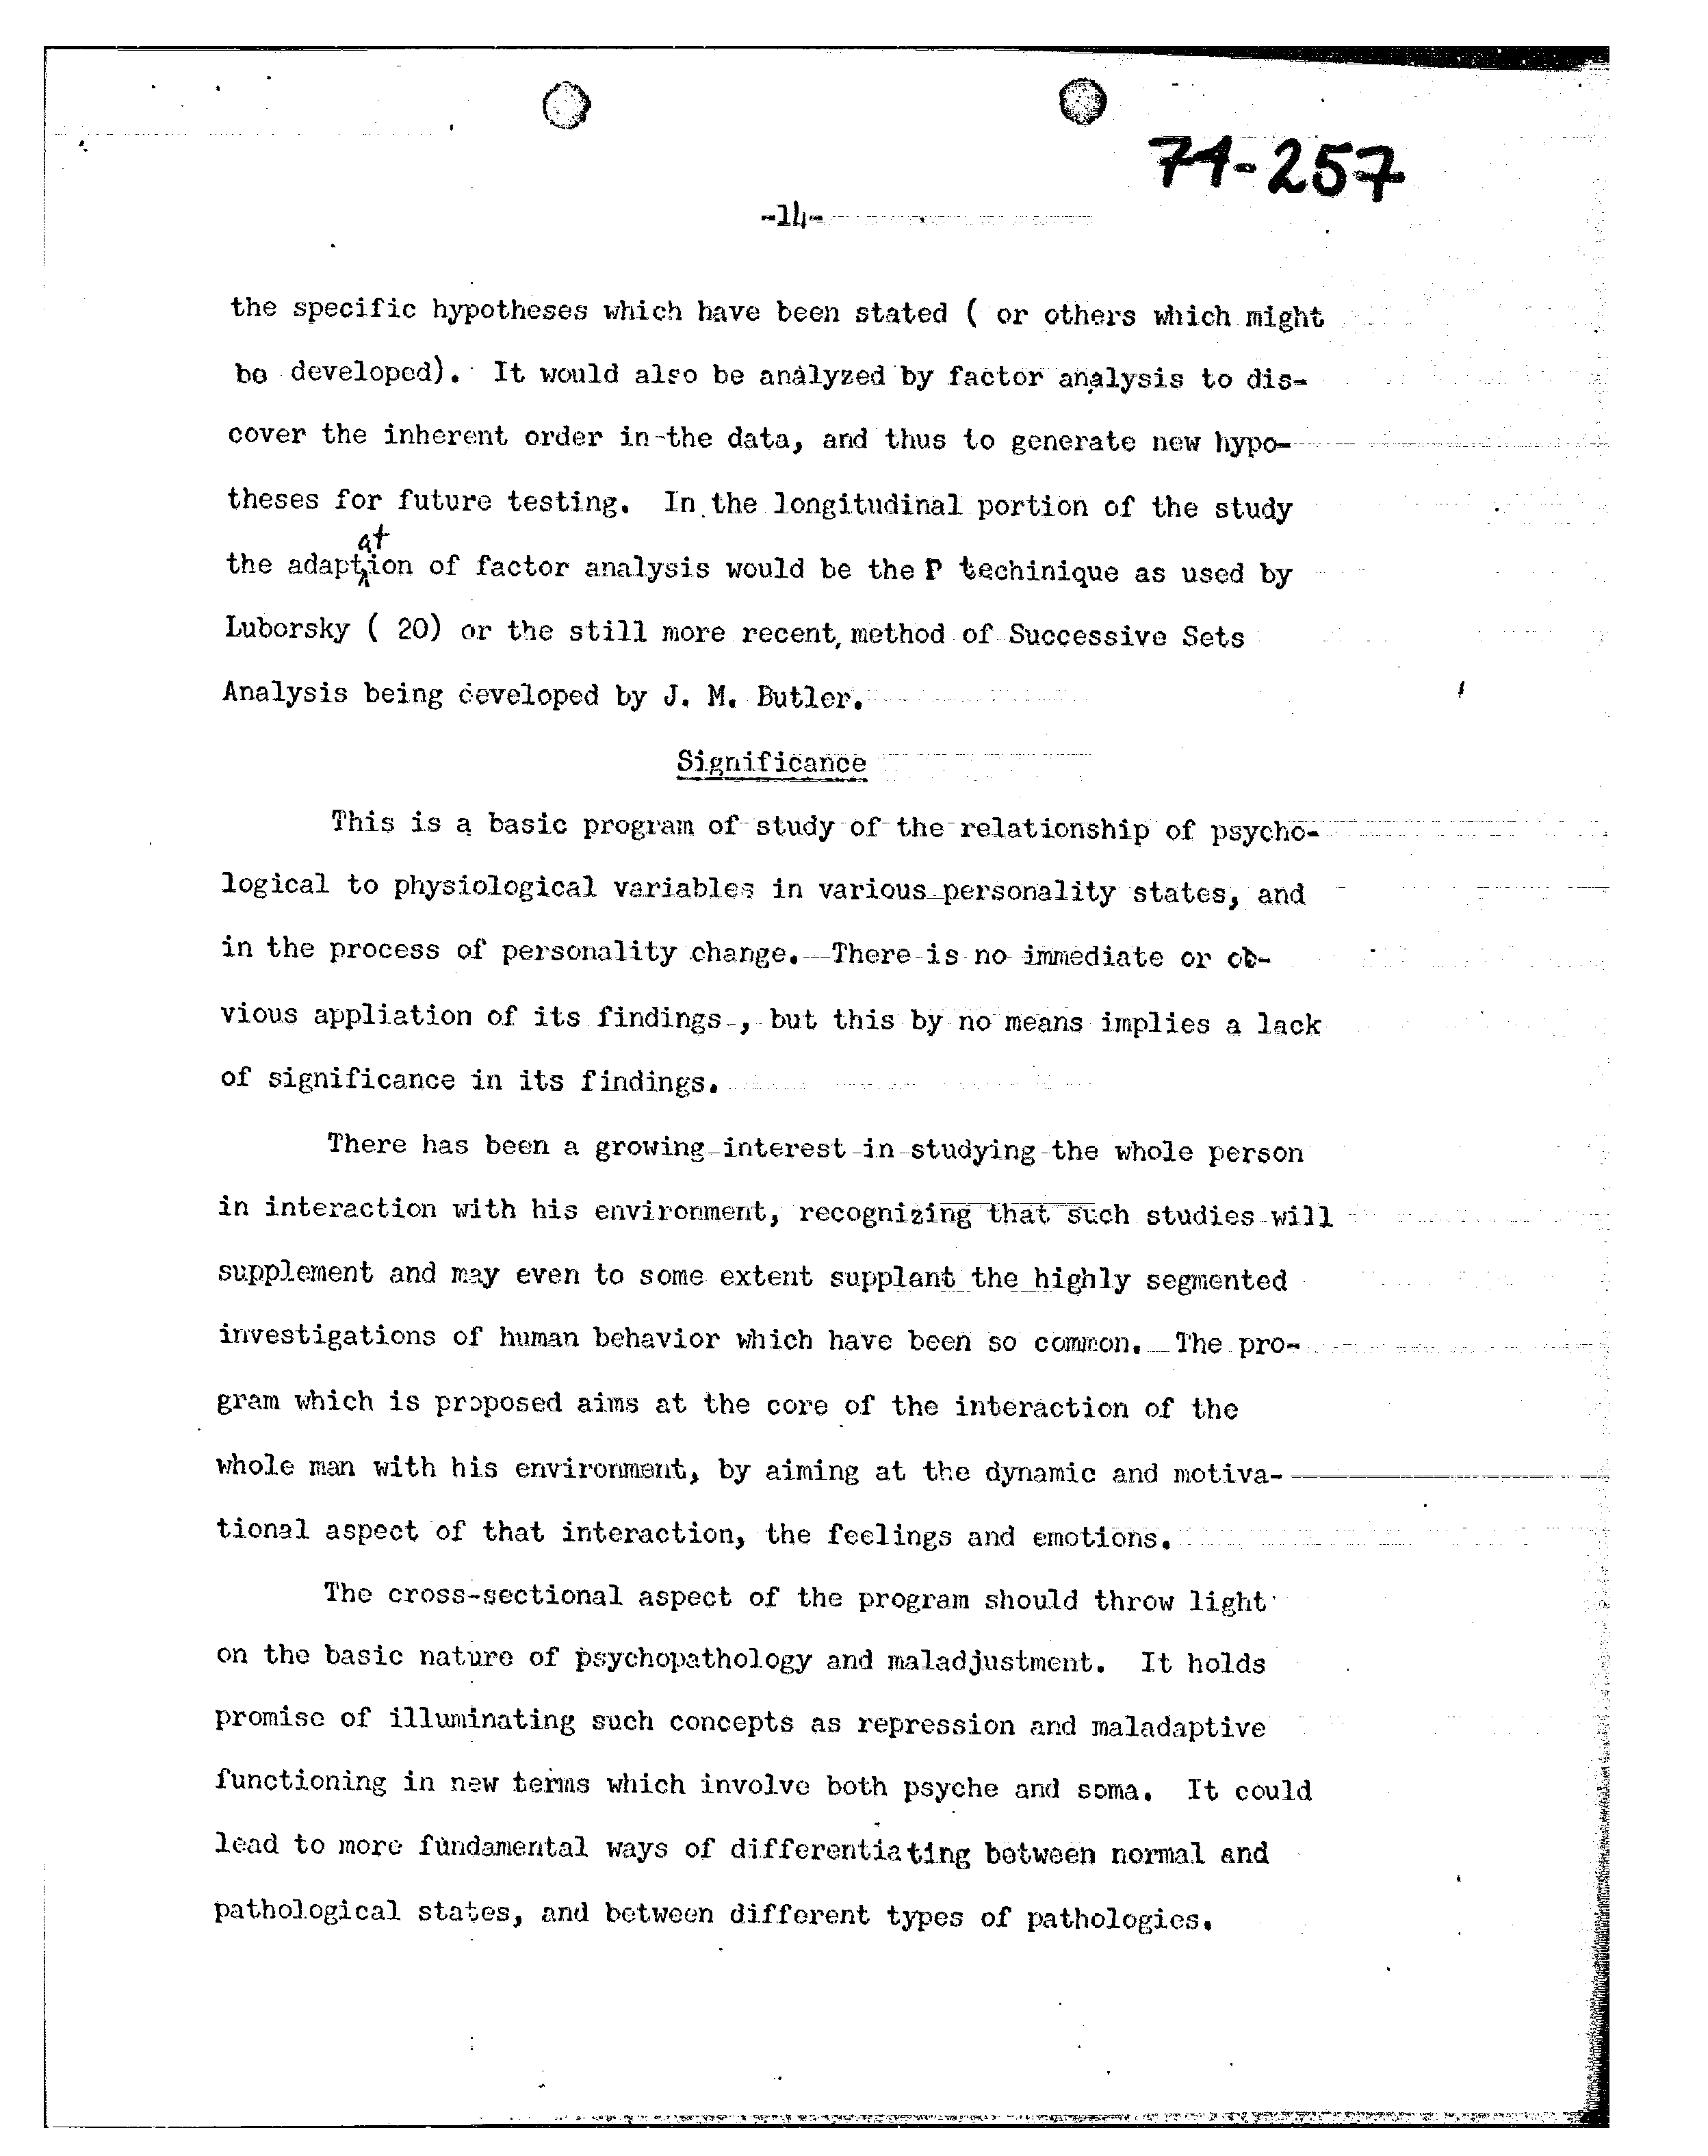 74-257
-14-
the specific hypotheses which have been stated ( or others which might
be developed). It would also be analyzed by factor analysis to dis-
cover the inherent order in the data, and thus to generate new hypo-
theses for future testing. In the longitudinal portion of the study
the adaptation of factor analysis would be the P techinique as used by
Luborsky ( 20) or the still more recent, method of Successive Sets
Analysis being developed by J. M. Butler.
Significance
This is a basic program of study of the relationship of psycho-
logical to physiological variables in various personality states, and
in the process of personality change. There is no immediate or ob-
vious appliation of its findings , but this by no means implies a lack
of significance in its findings.
There has been a growing interest in studying the whole person
in interaction with his environment, recognizing that such studies will
supplement and may even to some extent supplant the highly segmented
investigations of human behavior which have been so common. The pro-
gram which is proposed aims at the core of the interaction of the
whole man with his environment, by aiming at the dynamic and motiva-
tional aspect of that interaction, the feelings and emotions.
The cross-sectional aspect of the program should throw light
on the basic nature of psychopathology and maladjustment. It holds
promise of illuminating such concepts as repression and maladaptive
functioning in new terms which involve both psyche and soma. It could
lead to more fundamental ways of differentiating between normal and
pathological states, and between different types of pathologies.